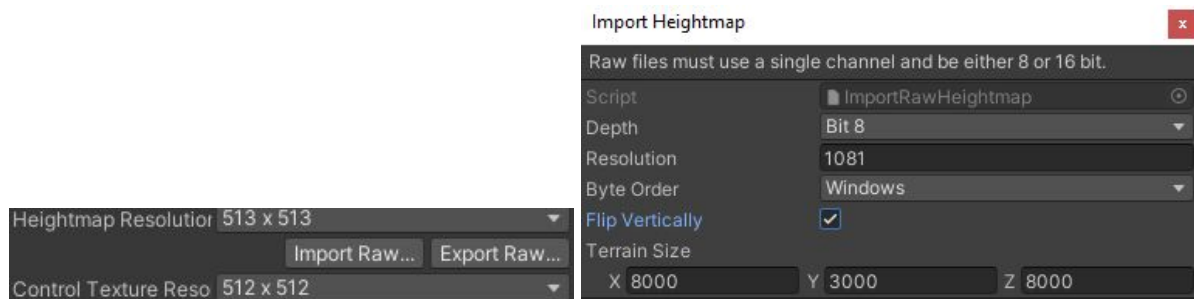 Heightmap Resolutior 513 x 513
Import Raw... Export Raw...
Control Texture Reso 512 x 512
Import Heightmap
x
Raw files must use a single channel and be either 8 or 16 bit.
Script ImportRawHeightmap
Depth Bit 8
Resolution 1081
Byte Order Windows
Flip Vertically
Terrain Size
X 8000 Y 3000 Z 8000